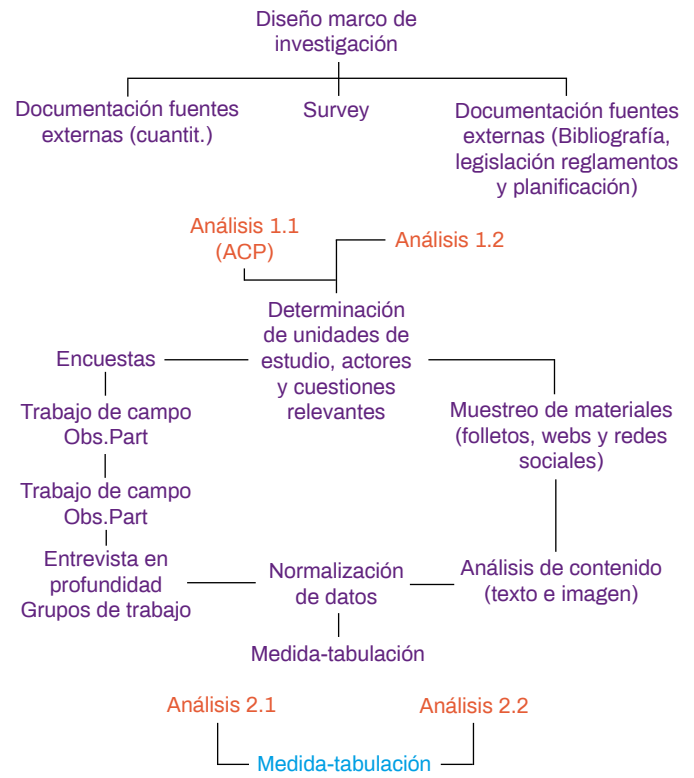 Diseño marco de
investigación
Documentación fuentes
externas (cuantit.)
Survey
Documentación fuentes
externas (Bibliografía,
legislación reglamentos
y planificación)
Análisis 1.1
(ACP)
Análisis 1.2
Determinación
de unidades de
estudio, actores
y cuestiones
relevantes
Encuestas
Trabajo de campo
Obs.Part
Trabajo de campo
Obs.Part
Entrevista en
profundidad
Grupos de trabajo
Muestreo de materiales
(folletos, webs y redes
sociales)
Análisis de contenido
(texto e imagen)
Normalización
de datos
Medida-tabulación
Análisis 2.1
Análisis 2.2
Medida-tabulación